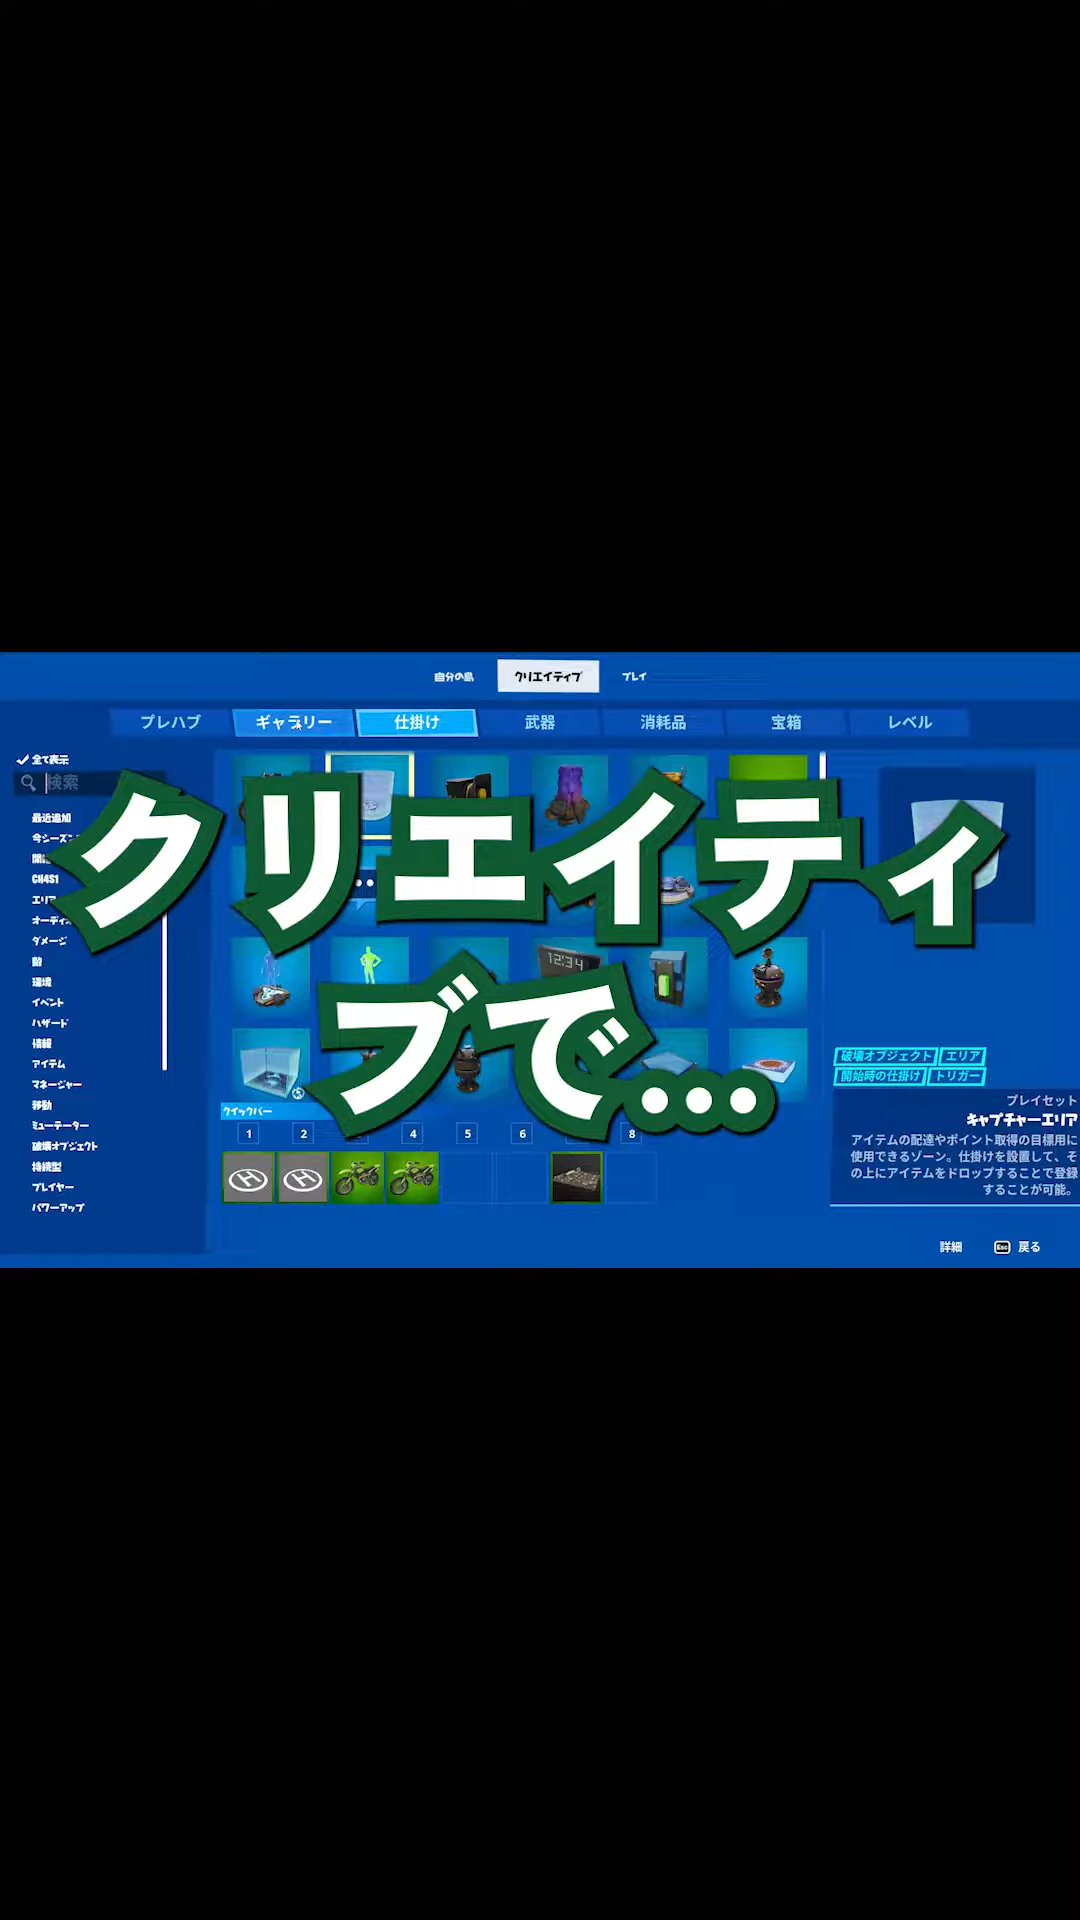 自分の島 クリエイティブ プレイ
プレハブ ギャラリー 仕掛け 武器 消耗品 宝箱 レベル
全て表示
検索
クリエイティ
ブで...
最近追加
CH4S1
ダメージ
敵
環境
イベント
ハザード
情報
アイテム
マネージャー
移動
ミューテーター
破壊オブジェクト
持続型
プレイヤー
パワーアップ
12:34
クイックバー
1 2 4 5 6 8
破壊オブジェクト エリア
開始時の仕掛け トリガー
プレイセット
キャプチャーエリア
アイテムの配達やポイント取得の目標用に
使用できるゾーン。仕掛けを設置して、そ
の上にアイテムをドロップすることで登録
することが可能。
詳細 Esc 戻る